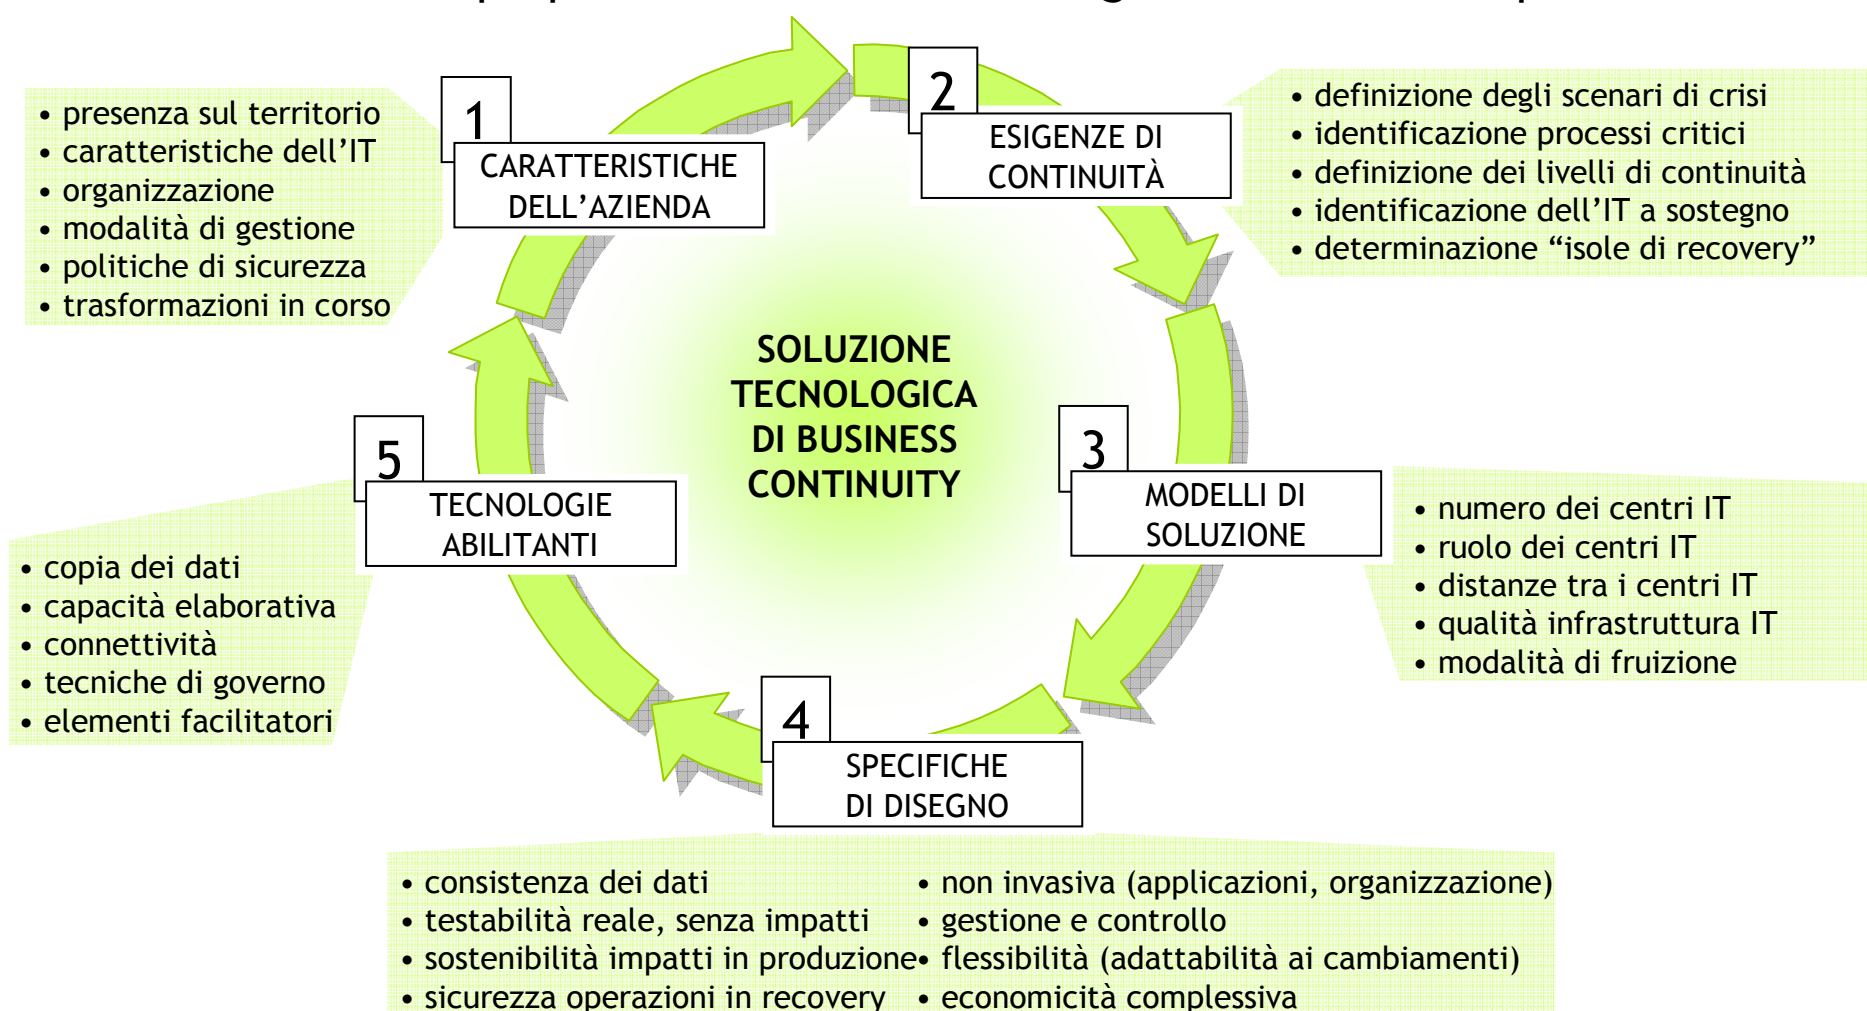 1
CARATTERISTICHE
DELL’AZIENDA
• presenza sul territorio
• caratteristiche dell’IT
• organizzazione
• modalità di gestione
• politiche di sicurezza
• trasformazioni in corso
2
ESIGENZE DI
CONTINUITÀ
• definizione degli scenari di crisi
• identificazione processi critici
• definizione dei livelli di continuità
• identificazione dell’IT a sostegno
• determinazione “isole di recovery”
SOLUZIONE
TECNOLOGICA
DI BUSINESS
CONTINUITY
3
MODELLI DI
SOLUZIONE
• numero dei centri IT
• ruolo dei centri IT
• distanze tra i centri IT
• qualità infrastruttura IT
• modalità di fruizione
4
SPECIFICHE
DI DISEGNO
• consistenza dei dati
• testabilità reale, senza impatti
• sostenibilità impatti in produzione
• sicurezza operazioni in recovery
• non invasiva (applicazioni, organizzazione)
• gestione e controllo
• flessibilità (adattabilità ai cambiamenti)
• economicità complessiva
5
TECNOLOGIE
ABILITANTI
• copia dei dati
• capacità elaborativa
• connettività
• tecniche di governo
• elementi facilitatori